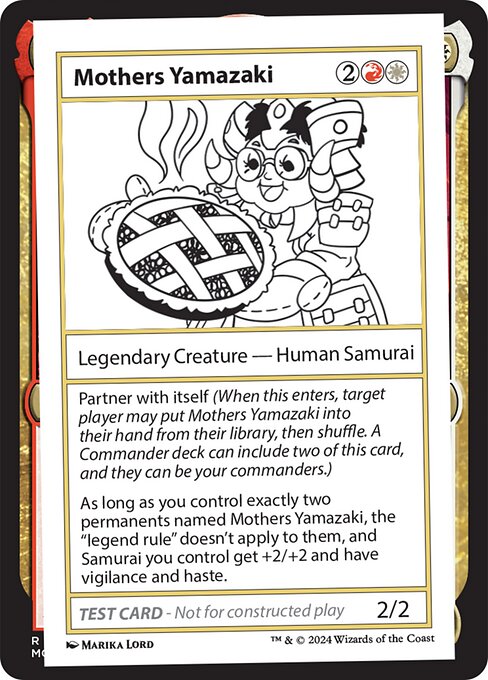 Mothers Yamazaki 2
Legendary Creature — Human Samurai
Partner with itself (When this enters, target
player may put Mothers Yamazaki into
their hand from their library, then shuffle. A
Commander deck can include two of this card,
and they can be your commanders.)
As long as you control exactly two
permanents named Mothers Yamazaki, the
“legend rule” doesn’t apply to them, and
Samurai you control get +2/+2 and have
vigilance and haste.
TEST CARD - Not for constructed play 2/2
R
MARIKA LORD ™ & © 2024 Wizards of the Coast